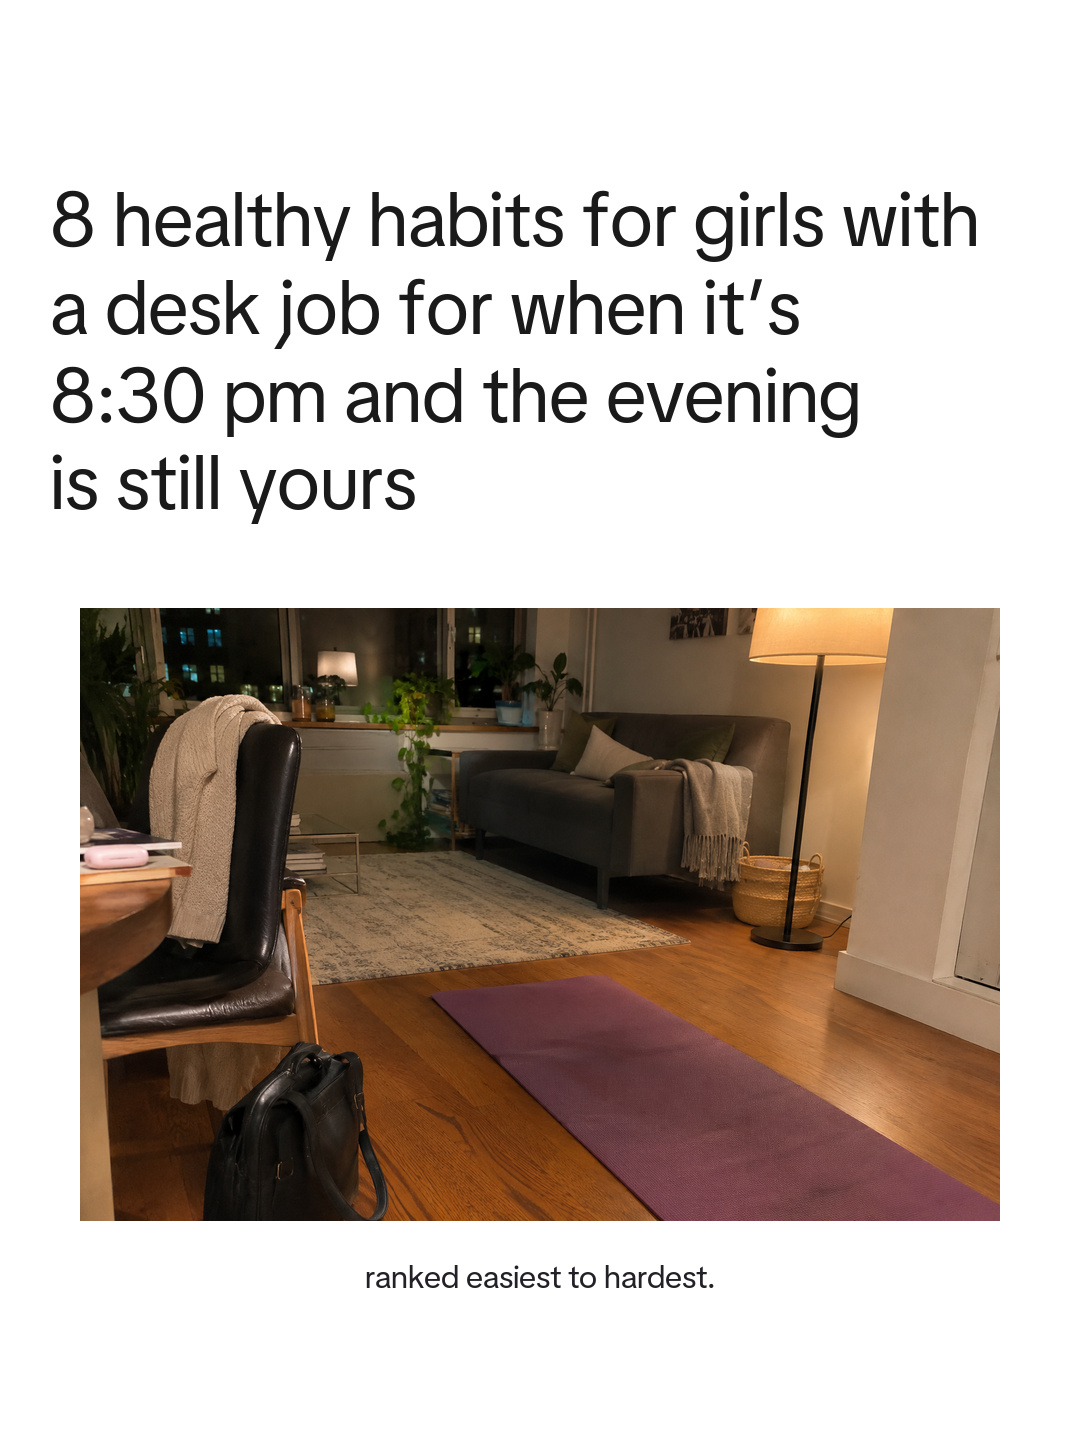 8 healthy habits for girls with
a desk job for when it’s
8:30 pm and the evening
is still yours
ranked easiest to hardest.